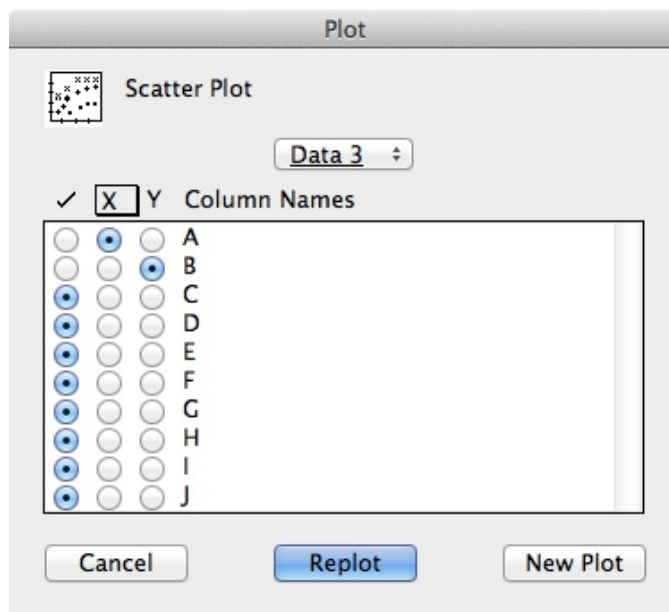 Plot
Scatter Plot
Data 3
✓ X Y Column Names
A
B
C
D
E
F
G
H
I
J
Cancel Replot New Plot